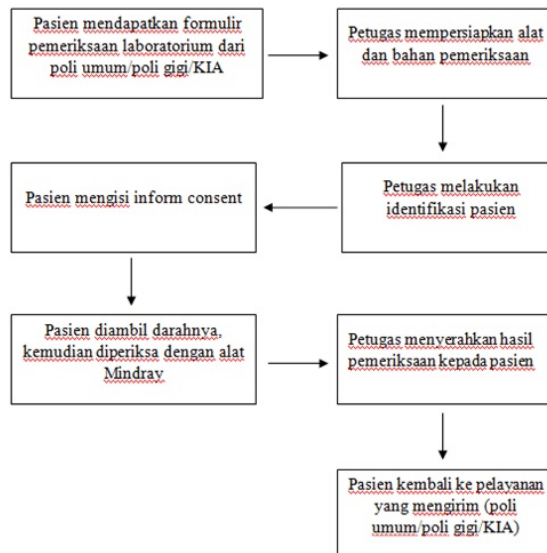 Pasien mendapatkan formulir
pemeriksaan laboratorium dari
poli umum/poli gigi/KIA
Petugas mempersiapkan alat
dan bahan pemeriksaan
Petugas melakukan
identifikasi pasien
Pasien mengisi inform consent
Pasien diambil darahnya,
kemudian diperiksa dengan alat
Mindray
Petugas menyerahkan hasil
pemeriksaan kepada pasien
Pasien kembali ke pelayanan
yang mengirim (poli
umum/poli gigi/KIA)